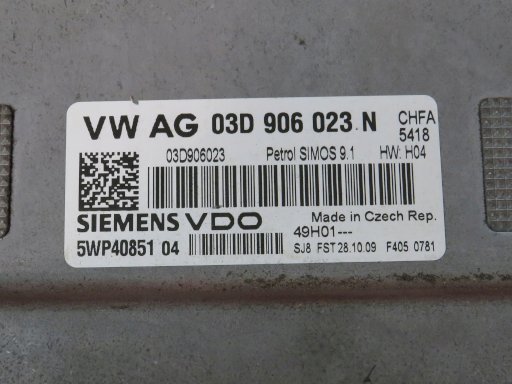 VW AG 03D 906 023 N CHFA
5418
03D906023 Petrol SIMOS 9.1 HW: H04
SIEMENS VDO Made in Czech Rep.
49H01---
5WP40851 04 SJ8 FST 28.10.09 F405 0781